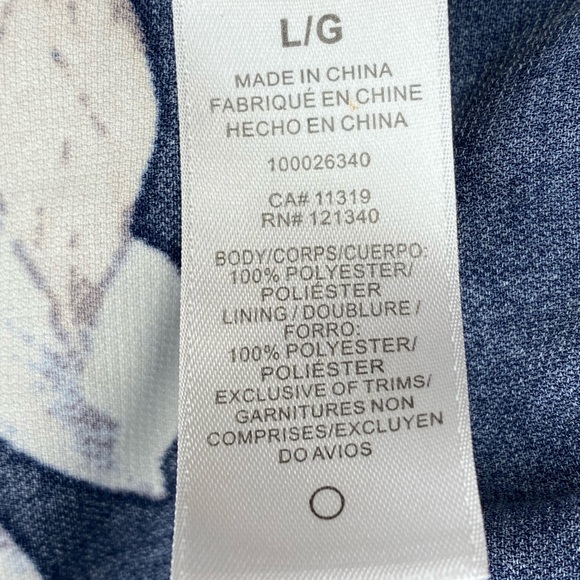 L/G
MADE IN CHINA
FABRIQUÉ EN CHINE
HECHO EN CHINA
100026340
CA# 11319
RN# 121340
BODY/CORPS/CUERPO:
100% POLYESTER/
POLIÉSTER
LINING / DOUBLURE /
FORRO:
100% POLYESTER/
POLIÉSTER
EXCLUSIVE OF TRIMS/
GARNITURES NON
COMPRISES/EXCLUYEN
DO AVIOS